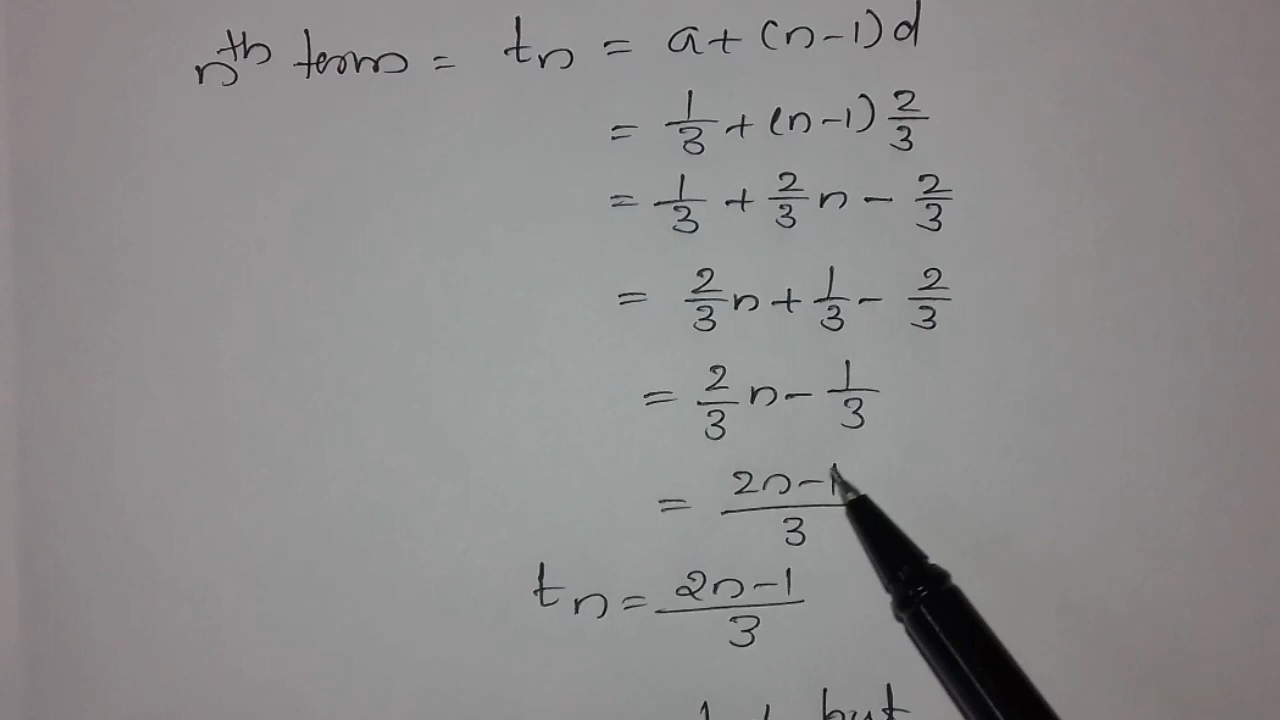 nth term = tn = a + (n-1)d
= 1/3 + (n-1) 2/3
= 1/3 + 2/3 n - 2/3
= 2/3 n + 1/3 - 2/3
= 2/3 n - 1/3
= 2n-1/3
tn = 2n-1/3
but